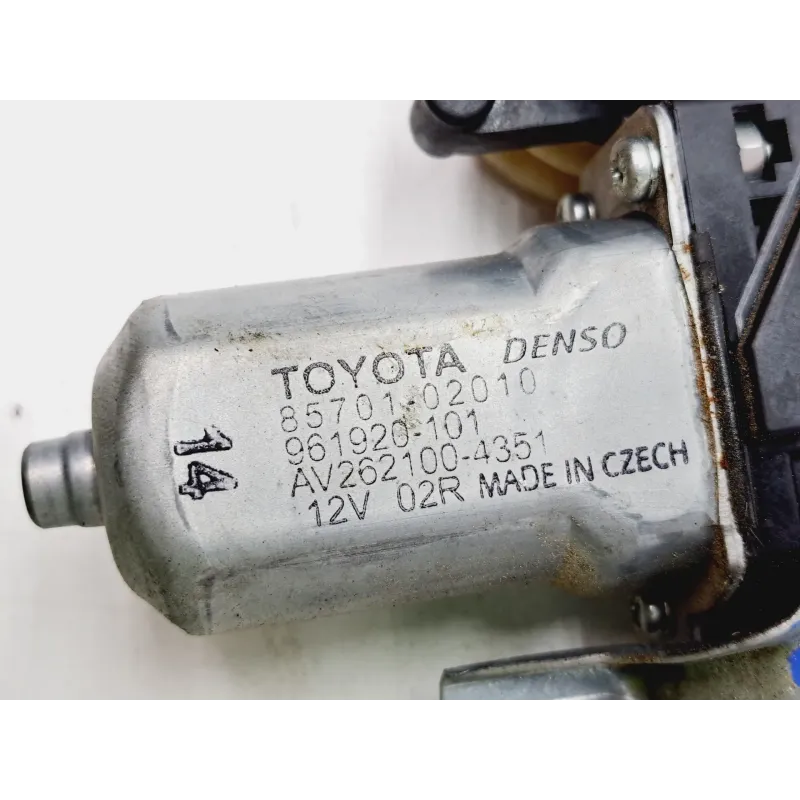 TOYOTA DENSO
85701-02010
961920-101
AV262100-4351
12V 02R MADE IN CZECH
14